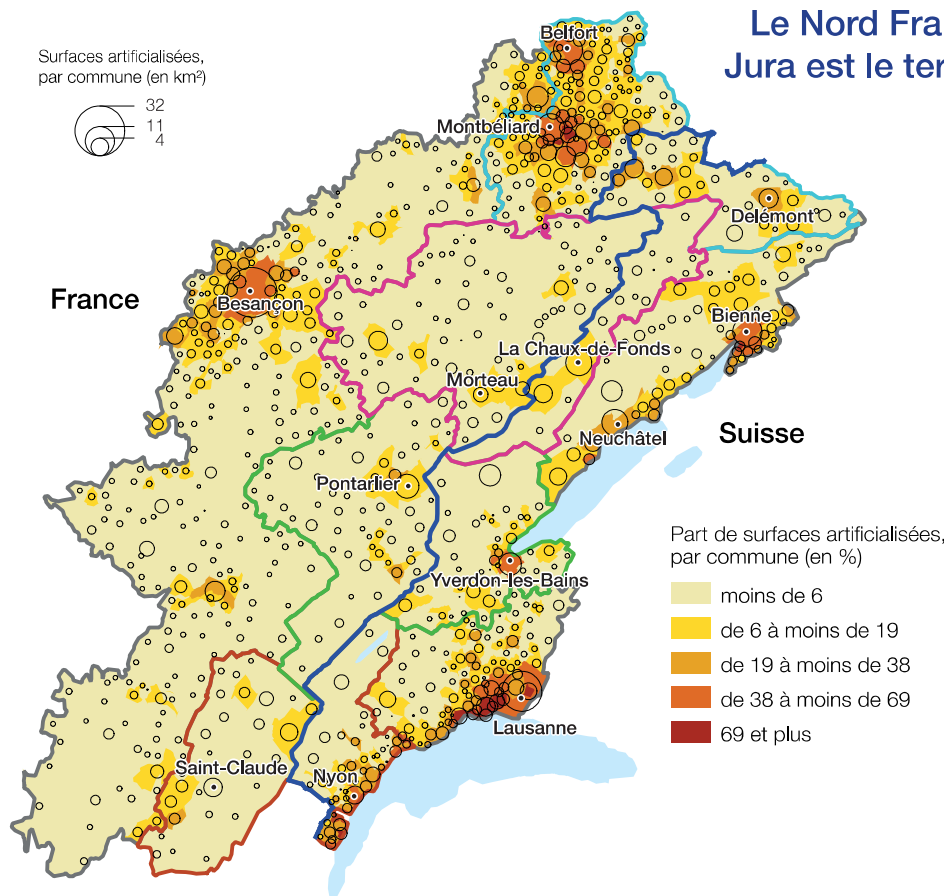 Le Nord Fra
Jura est le ter
Surfaces artificialisées,
par commune (en km²)
32
11
4
Belfort
Montbéliard
Delémont
France
Besançon
Bienne
La Chaux-de-Fonds
Morteau
Neuchâtel
Suisse
Pontarlier
Yverdon-les-Bains
Part de surfaces artificialisées,
par commune (en %)
moins de 6
de 6 à moins de 19
de 19 à moins de 38
de 38 à moins de 69
69 et plus
Lausanne
Saint-Claude
Nyon